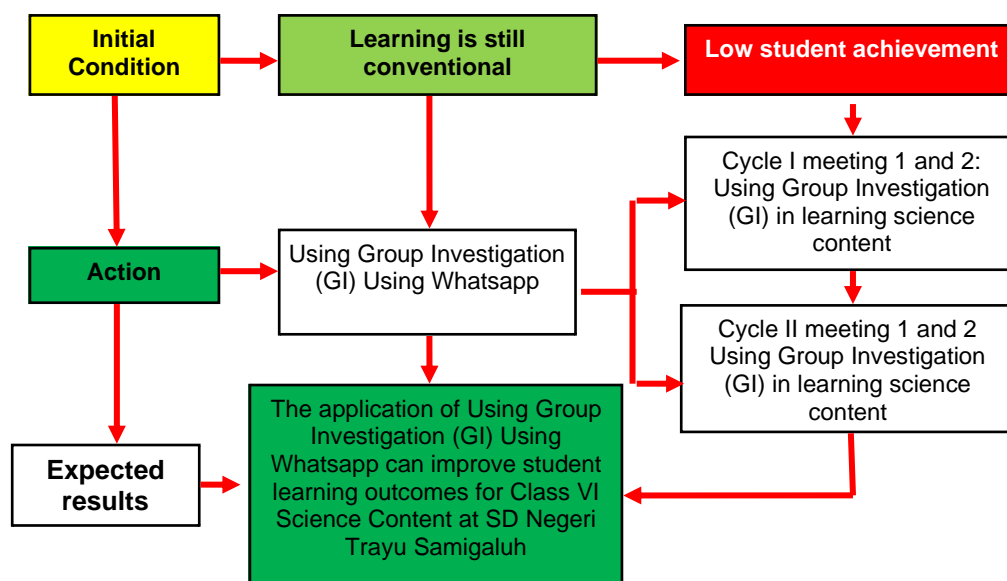 Initial
Condition
Learning is still
conventional
Low student achievement
Cycle I meeting 1 and 2:
Using Group Investigation
(GI) in learning science
content
Action
Using Group Investigation
(GI) Using Whatsapp
Cycle II meeting 1 and 2
Using Group Investigation
(GI) in learning science
content
Expected
results
The application of Using Group
Investigation (GI) Using
Whatsapp can improve student
learning outcomes for Class VI
Science Content at SD Negeri
Trayu Samigaluh